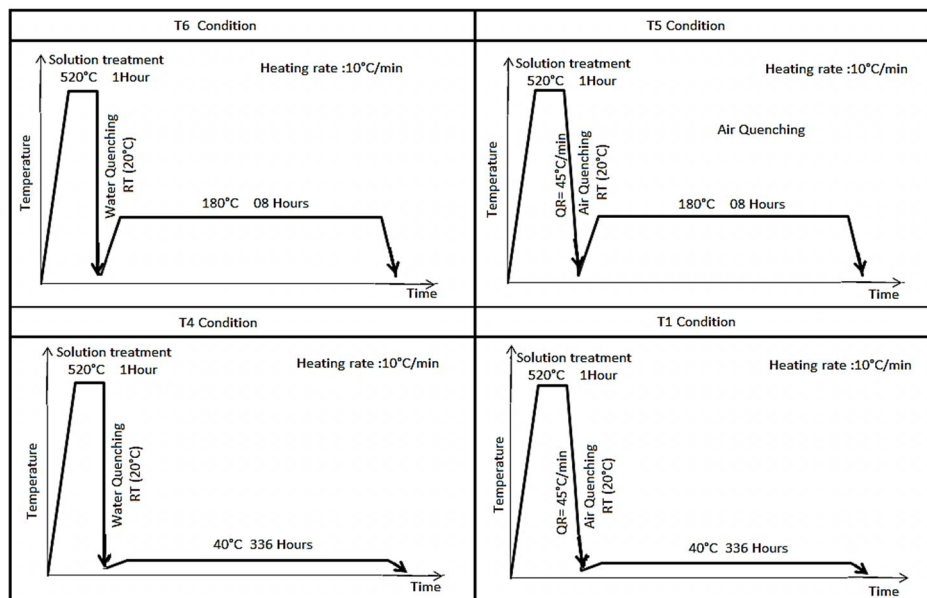 T6 Condition
Solution treatment
520°C 1Hour
Heating rate :10°C/min
Temperature
Water Quenching
RT (20°C)
180°C 08 Hours
Time
T5 Condition
Solution treatment
520°C 1Hour
Heating rate :10°C/min
Air Quenching
Temperature
QR= 45°C/min
Air Quenching
RT (20°C)
180°C 08 Hours
Time
T4 Condition
Solution treatment
520°C 1Hour
Heating rate :10°C/min
Temperature
Water Quenching
RT (20°C)
40°C 336 Hours
Time
T1 Condition
Solution treatment
520°C 1Hour
Heating rate :10°C/min
Temperature
QR= 45°C/min
Air Quenching
RT (20°C)
40°C 336 Hours
Time